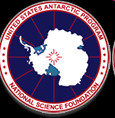 UNITED STATES ANTARCTIC PROGRAM
NATIONAL SCIENCE FOUNDATION